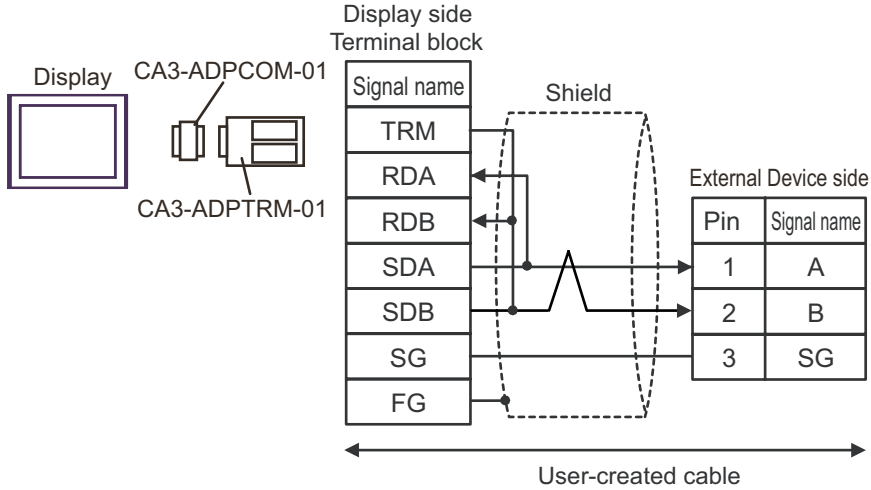 Display side
Terminal block
Display
CA3-ADPCOM-01
CA3-ADPTRM-01
Signal name
TRM
RDA
RDB
SDA
SDB
SG
FG
Shield
External Device side
Pin Signal name
1 A
2 B
3 SG
User-created cable